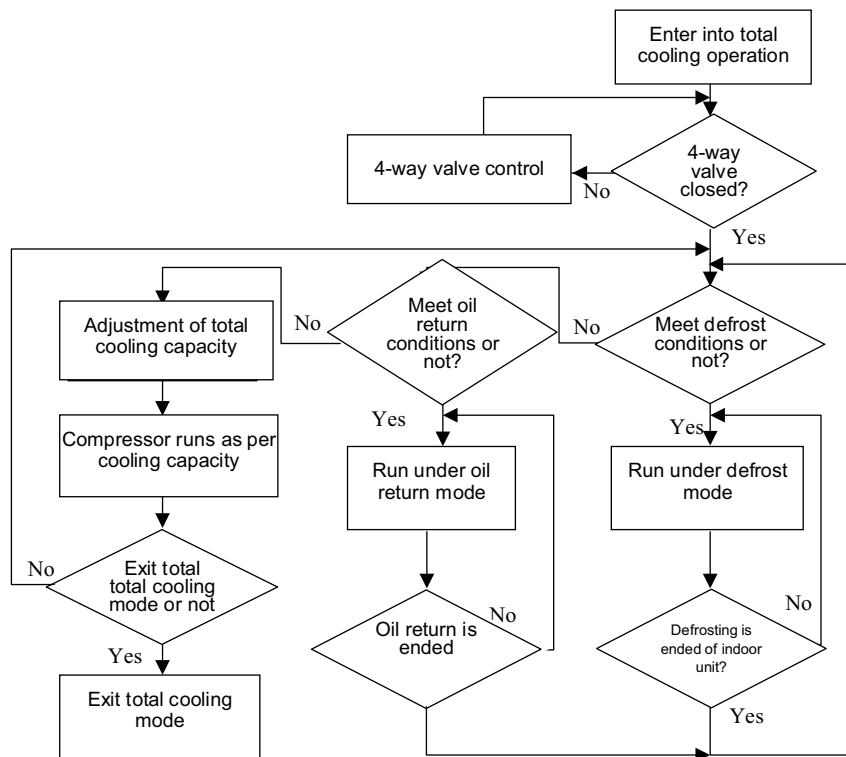 Enter into total
cooling operation
4-way valve control
4-way
valve
closed?
No
Yes
Adjustment of total
cooling capacity
No
Meet oil
return
conditions or
not?
No
Meet defrost
conditions or
not?
Yes
Yes
Compressor runs as per
cooling capacity
Run under oil
return mode
Run under defrost
mode
No
Exit total
total cooling
mode or not
No
Oil return is
ended
No
Defrosting is
ended of indoor
unit?
Yes
Yes
Exit total cooling
mode